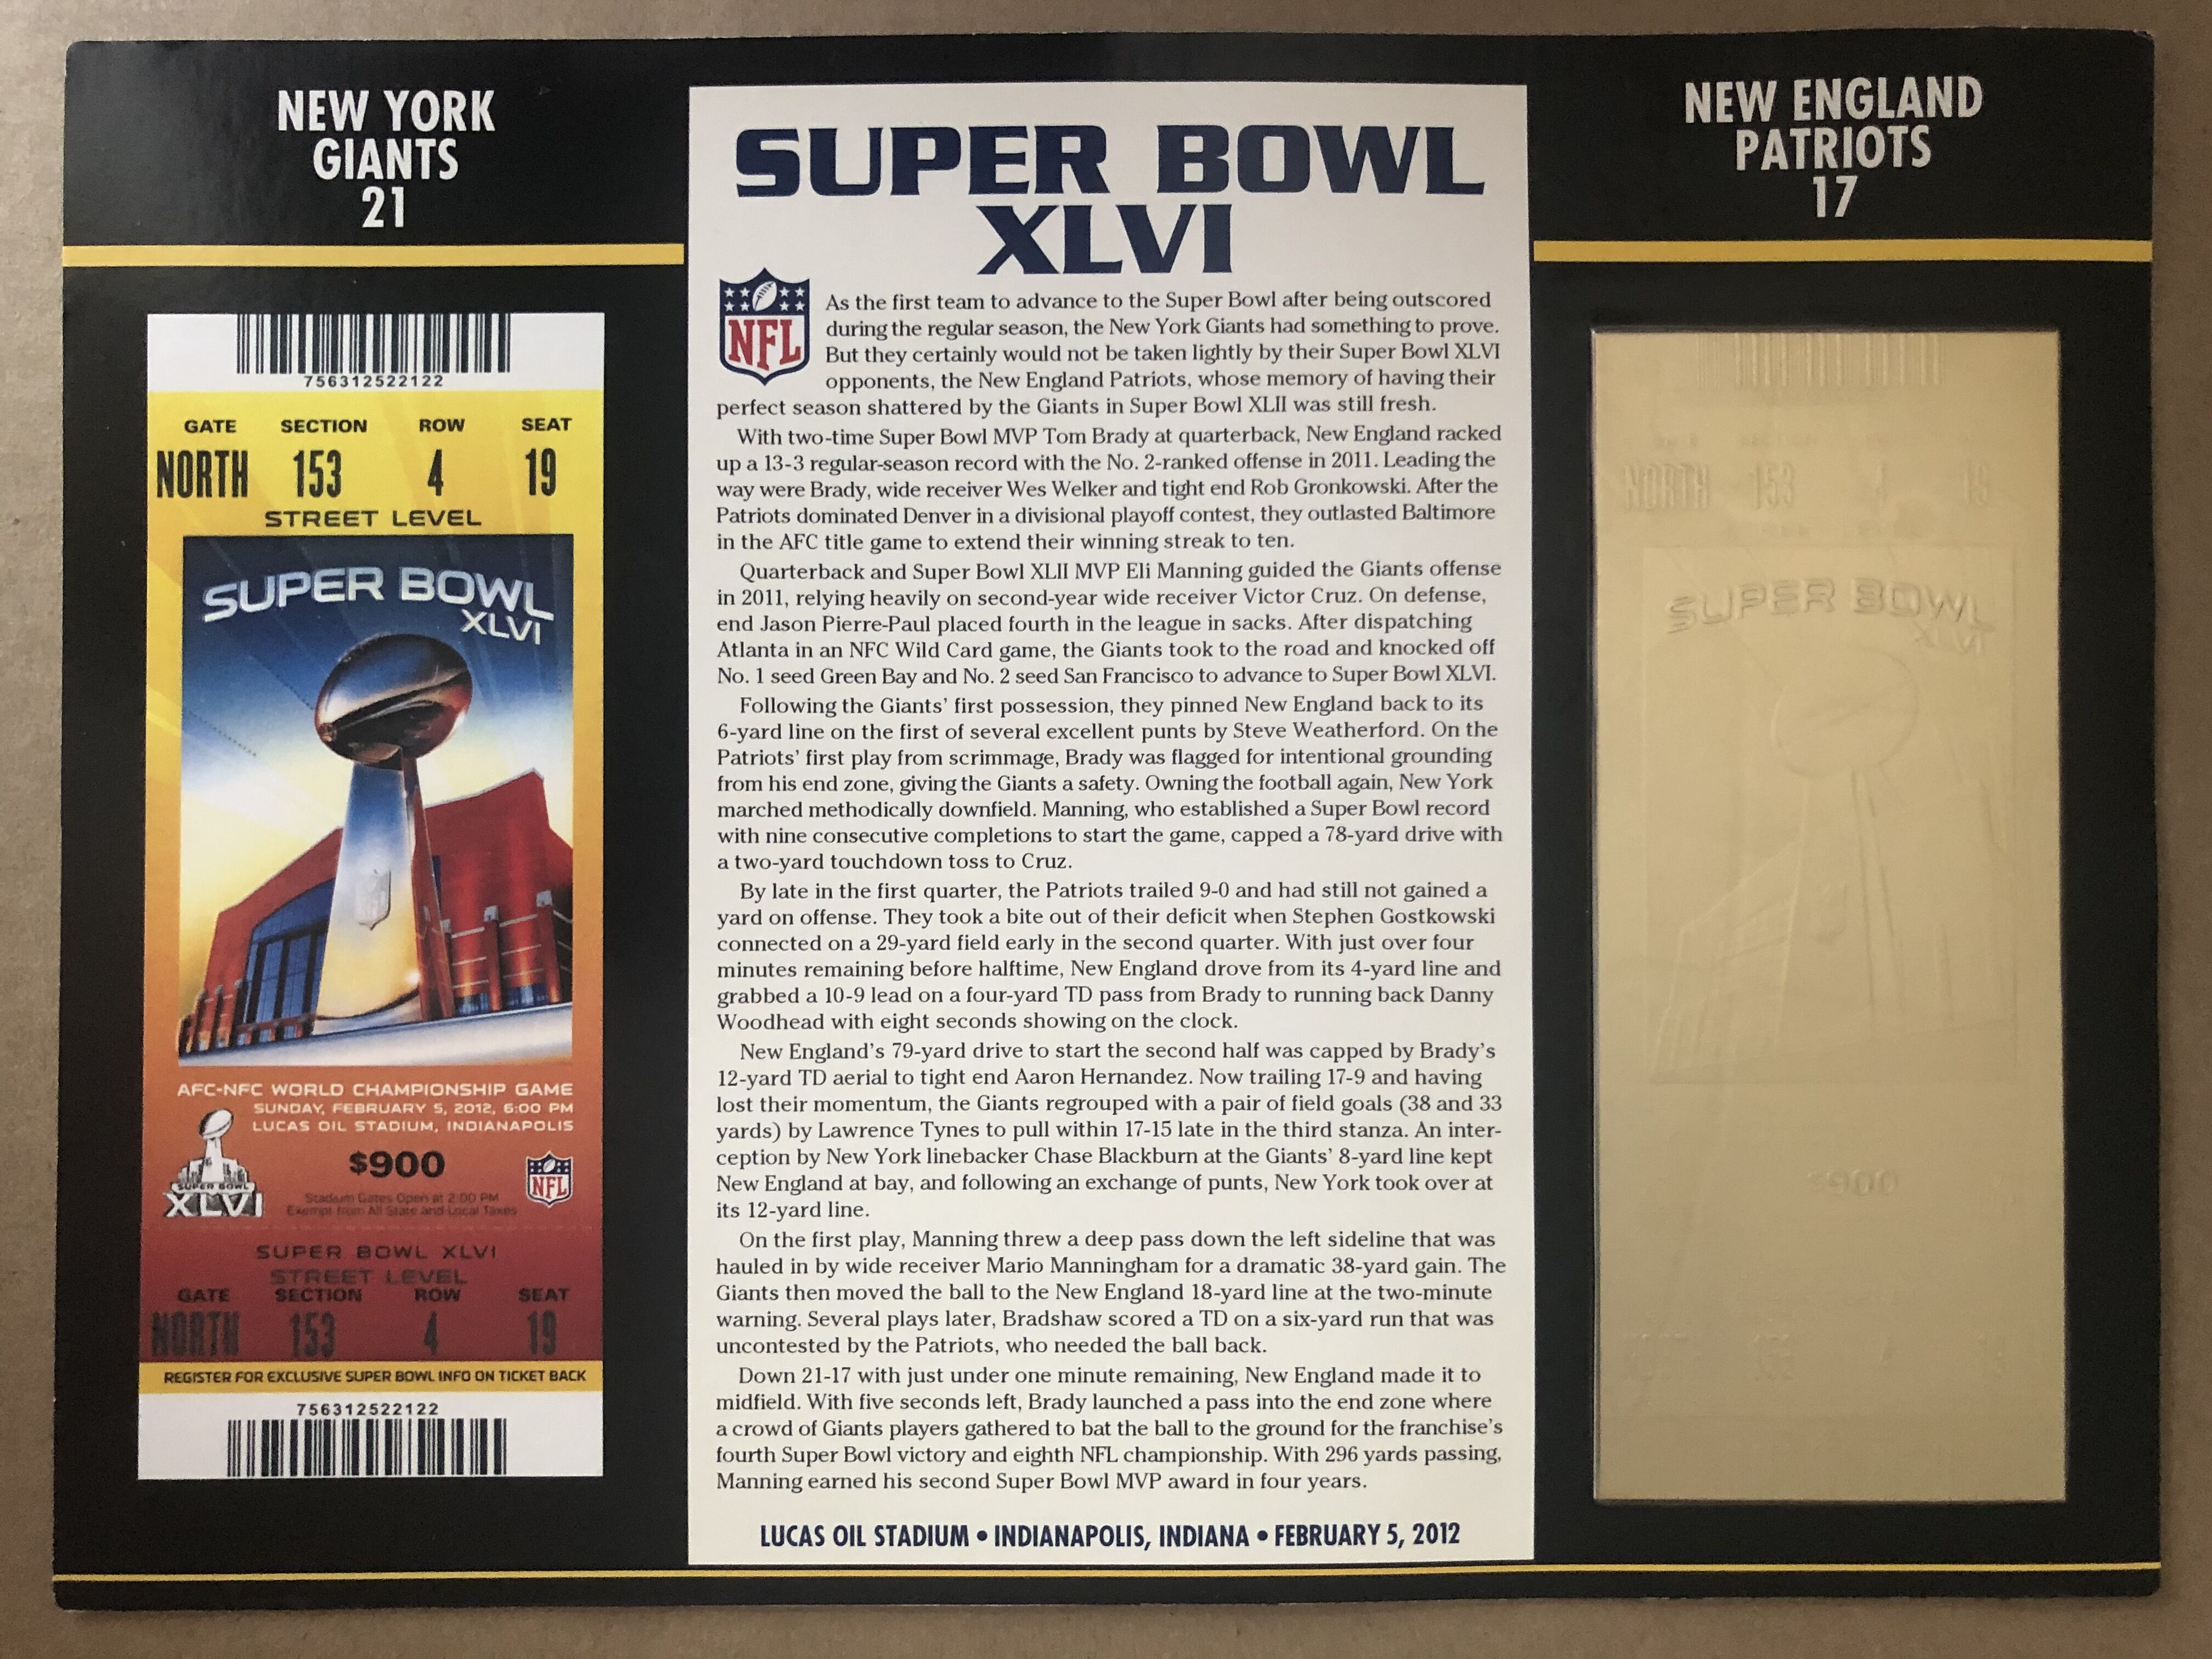 NEW YORK
GIANTS
21
756312522122
GATE SECTION ROW SEAT
NORTH 153 4 19
STREET LEVEL
SUPER BOWL
XLVI
AFC-NFC WORLD CHAMPIONSHIP GAME
SUNDAY, FEBRUARY 5, 2012, 6:00 PM
LUCAS OIL STADIUM, INDIANAPOLIS
$900
SUPER BOWL
XLVI
NFL
Stadium Gates Open at 2:00 PM
Exempt from All State and Local Taxes
SUPER BOWL XLVI
STREET LEVEL
GATE SECTION ROW SEAT
NORTH 153 4 19
REGISTER FOR EXCLUSIVE SUPER BOWL INFO ON TICKET BACK
756312522122
SUPER BOWL
XLVI
NFL
As the first team to advance to the Super Bowl after being outscored
during the regular season, the New York Giants had something to prove.
But they certainly would not be taken lightly by their Super Bowl XLVI
opponents, the New England Patriots, whose memory of having their
perfect season shattered by the Giants in Super Bowl XLII was still fresh.
With two-time Super Bowl MVP Tom Brady at quarterback, New England racked
up a 13-3 regular-season record with the No. 2-ranked offense in 2011. Leading the
way were Brady, wide receiver Wes Welker and tight end Rob Gronkowski. After the
Patriots dominated Denver in a divisional playoff contest, they outlasted Baltimore
in the AFC title game to extend their winning streak to ten.
Quarterback and Super Bowl XLII MVP Eli Manning guided the Giants offense
in 2011, relying heavily on second-year wide receiver Victor Cruz. On defense,
end Jason Pierre-Paul placed fourth in the league in sacks. After dispatching
Atlanta in an NFC Wild Card game, the Giants took to the road and knocked off
No. 1 seed Green Bay and No. 2 seed San Francisco to advance to Super Bowl XLVI.
Following the Giants' first possession, they pinned New England back to its
6-yard line on the first of several excellent punts by Steve Weatherford. On the
Patriots' first play from scrimmage, Brady was flagged for intentional grounding
from his end zone, giving the Giants a safety. Owning the football again, New York
marched methodically downfield. Manning, who established a Super Bowl record
with nine consecutive completions to start the game, capped a 78-yard drive with
a two-yard touchdown toss to Cruz.
By late in the first quarter, the Patriots trailed 9-0 and had still not gained a
yard on offense. They took a bite out of their deficit when Stephen Gostkowski
connected on a 29-yard field early in the second quarter. With just over four
minutes remaining before halftime, New England drove from its 4-yard line and
grabbed a 10-9 lead on a four-yard TD pass from Brady to running back Danny
Woodhead with eight seconds showing on the clock.
New England's 79-yard drive to start the second half was capped by Brady's
12-yard TD aerial to tight end Aaron Hernandez. Now trailing 17-9 and having
lost their momentum, the Giants regrouped with a pair of field goals (38 and 33
yards) by Lawrence Tynes to pull within 17-15 late in the third stanza. An inter-
ception by New York linebacker Chase Blackburn at the Giants' 8-yard line kept
New England at bay, and following an exchange of punts, New York took over at
its 12-yard line.
On the first play, Manning threw a deep pass down the left sideline that was
hauled in by wide receiver Mario Manningham for a dramatic 38-yard gain. The
Giants then moved the ball to the New England 18-yard line at the two-minute
warning. Several plays later, Bradshaw scored a TD on a six-yard run that was
uncontested by the Patriots, who needed the ball back.
Down 21-17 with just under one minute remaining, New England made it to
midfield. With five seconds left, Brady launched a pass into the end zone where
a crowd of Giants players gathered to bat the ball to the ground for the franchise's
fourth Super Bowl victory and eighth NFL championship. With 296 yards passing,
Manning earned his second Super Bowl MVP award in four years.
LUCAS OIL STADIUM • INDIANAPOLIS, INDIANA • FEBRUARY 5, 2012
NEW ENGLAND
PATRIOTS
17
NORTH 153 19
SUPER BOWL
XLVI